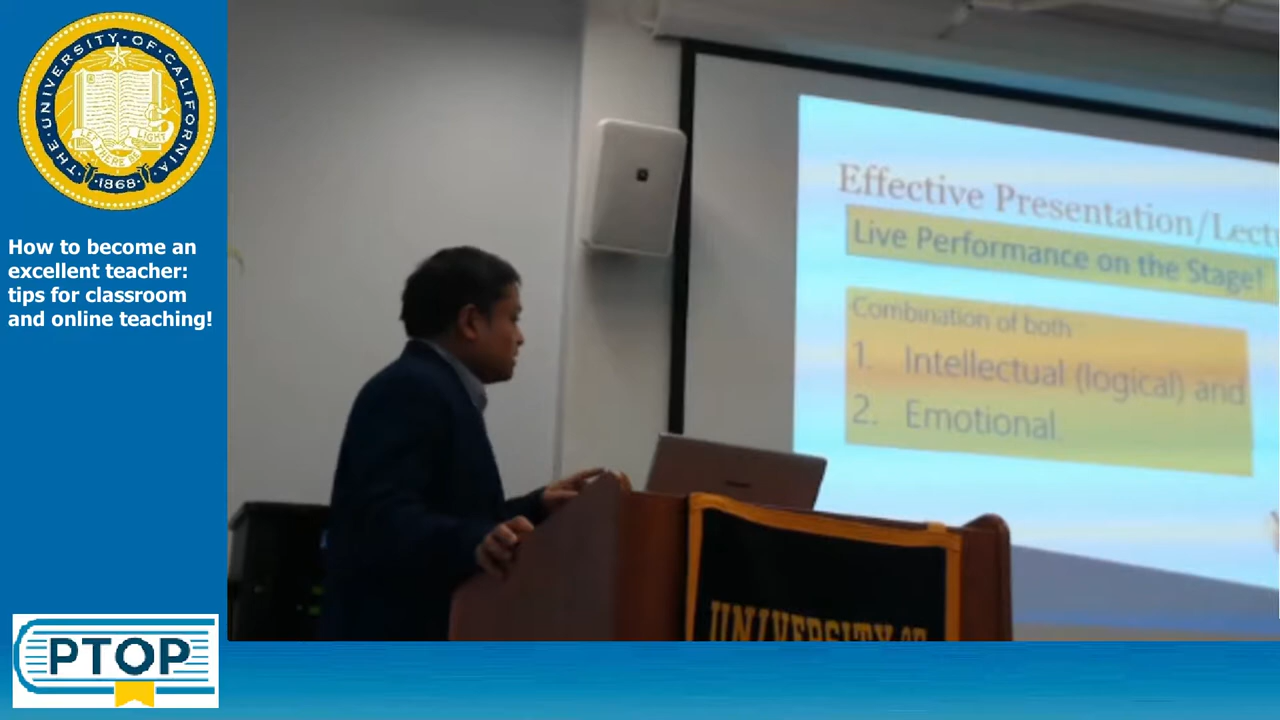 THE·UNIVERSITY·OF·CALIFORNIA
LET THERE BE LIGHT
·1868·
How to become an
excellent teacher:
tips for classroom
and online teaching!
PTOP
Effective Presentation/Lectu
Live Performance on the Stage!
Combination of both
1. Intellectual (logical) and
2. Emotional.
UNIVERSITY OF